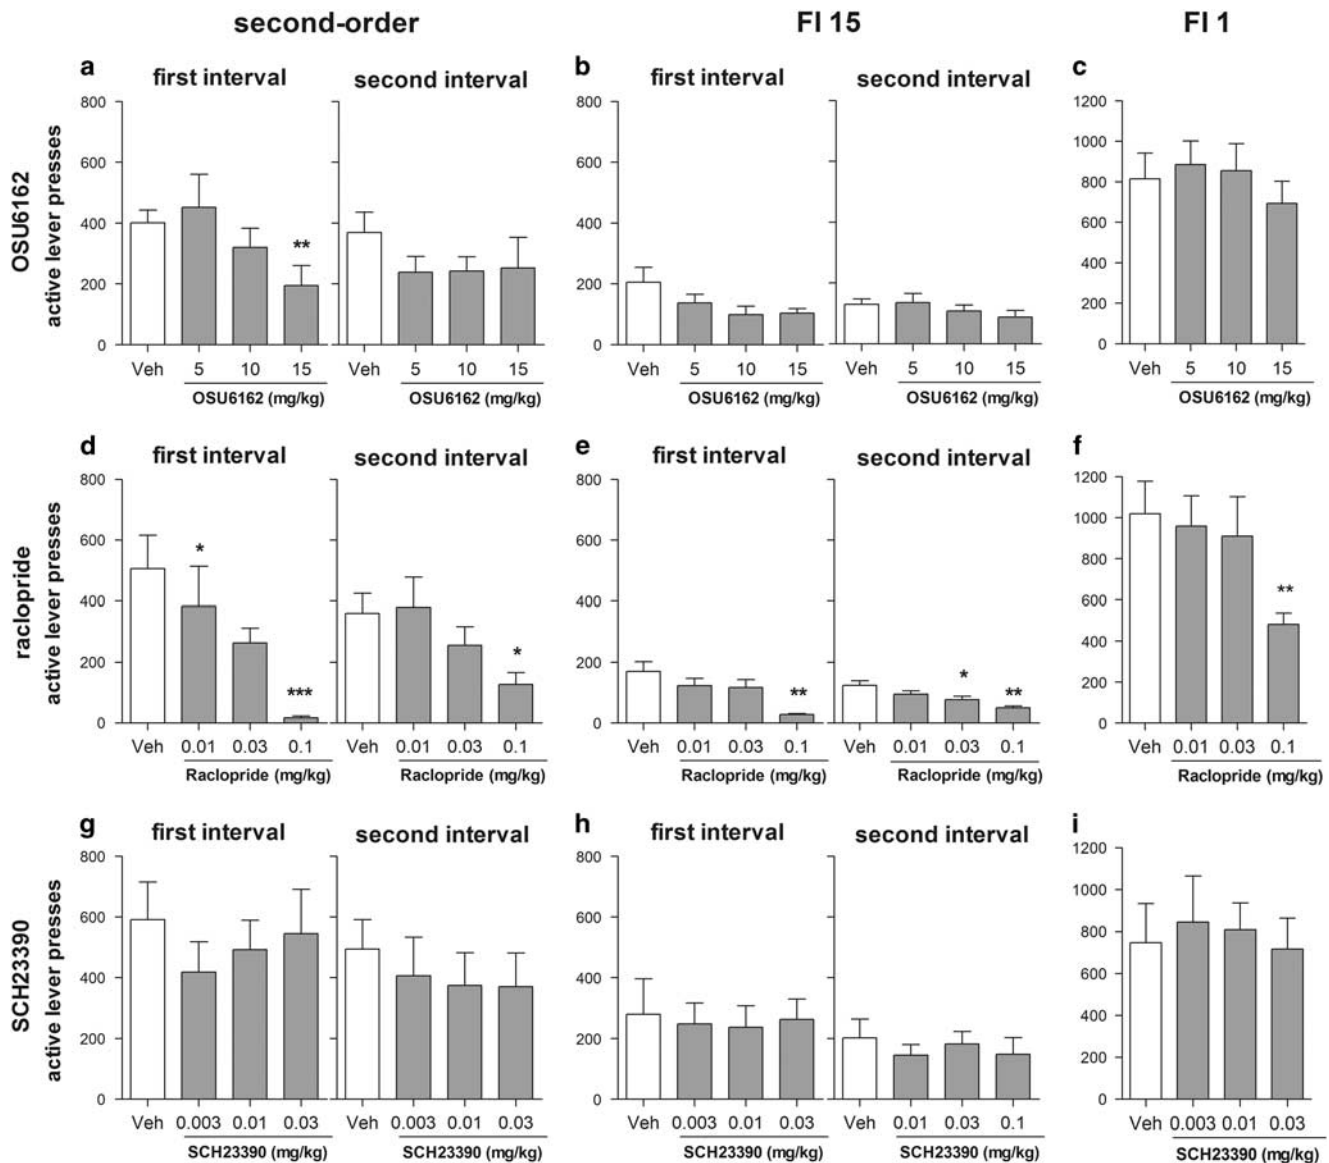 second-order FI 15 FI 1
a b c
first interval second interval first interval second interval
OSU6162
active lever presses
800 800 1200
600 600 1000
400 400 800
200 200 600
0 0 400
200
0
Veh 5 10 15 Veh 5 10 15 Veh 5 10 15 Veh 5 10 15 Veh 5 10 15
**
OSU6162 (mg/kg) OSU6162 (mg/kg) OSU6162 (mg/kg) OSU6162 (mg/kg) OSU6162 (mg/kg)
d e f
first interval second interval first interval second interval
raclopride
active lever presses
800 800 1200
600 600 1000
400 400 800
200 200 600
0 0 400
200
0
* *** * ** * ** **
Veh 0.01 0.03 0.1 Veh 0.01 0.03 0.1 Veh 0.01 0.03 0.1 Veh 0.01 0.03 0.1 Veh 0.01 0.03 0.1
Raclopride (mg/kg) Raclopride (mg/kg) Raclopride (mg/kg) Raclopride (mg/kg) Raclopride (mg/kg)
g h i
first interval second interval first interval second interval
SCH23390
active lever presses
800 800 1200
600 600 1000
400 400 800
200 200 600
0 0 400
200
0
Veh 0.003 0.01 0.03 Veh 0.003 0.01 0.03 Veh 0.003 0.01 0.03 Veh 0.01 0.03 0.1 Veh 0.003 0.01 0.03
SCH23390 (mg/kg) SCH23390 (mg/kg) SCH23390 (mg/kg) SCH23390 (mg/kg) SCH23390 (mg/kg)